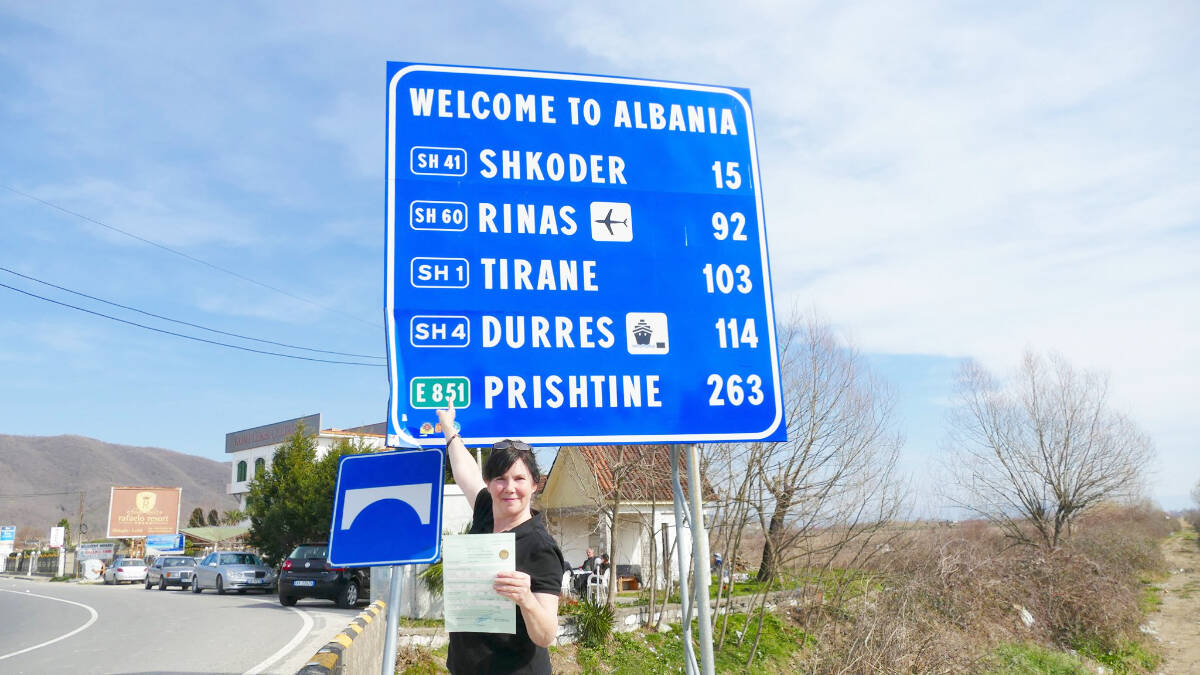 WELCOME TO ALBANIA
SH 41 SHKODER 15
SH 60 RINAS 92
SH 1 TIRANE 103
SH 4 DURRES 114
E 851 PRISHTINE 263
rafaelo resort